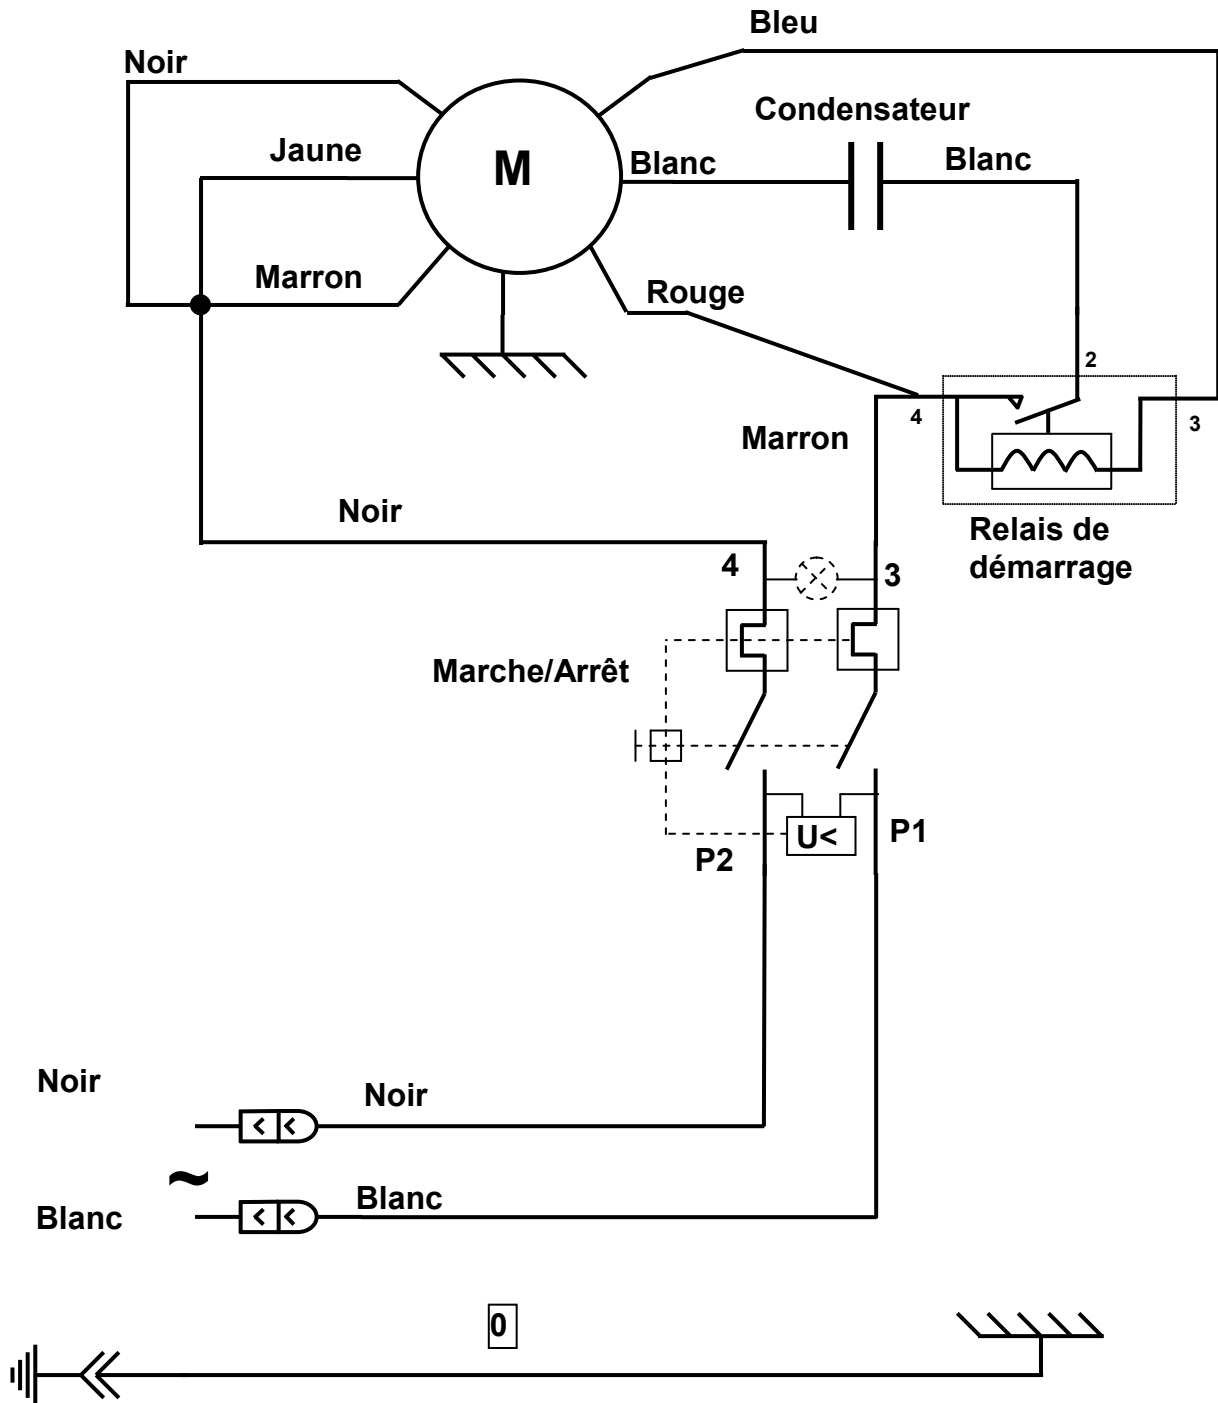 Bleu
Noir
Condensateur
Jaune
M
Blanc
Blanc
Marron
Rouge
2
4
3
Marron
Noir
Relais de
démarrage
4
3
Marche/Arrêt
U<
P1
P2
Noir
Noir
~
Blanc
Blanc
0